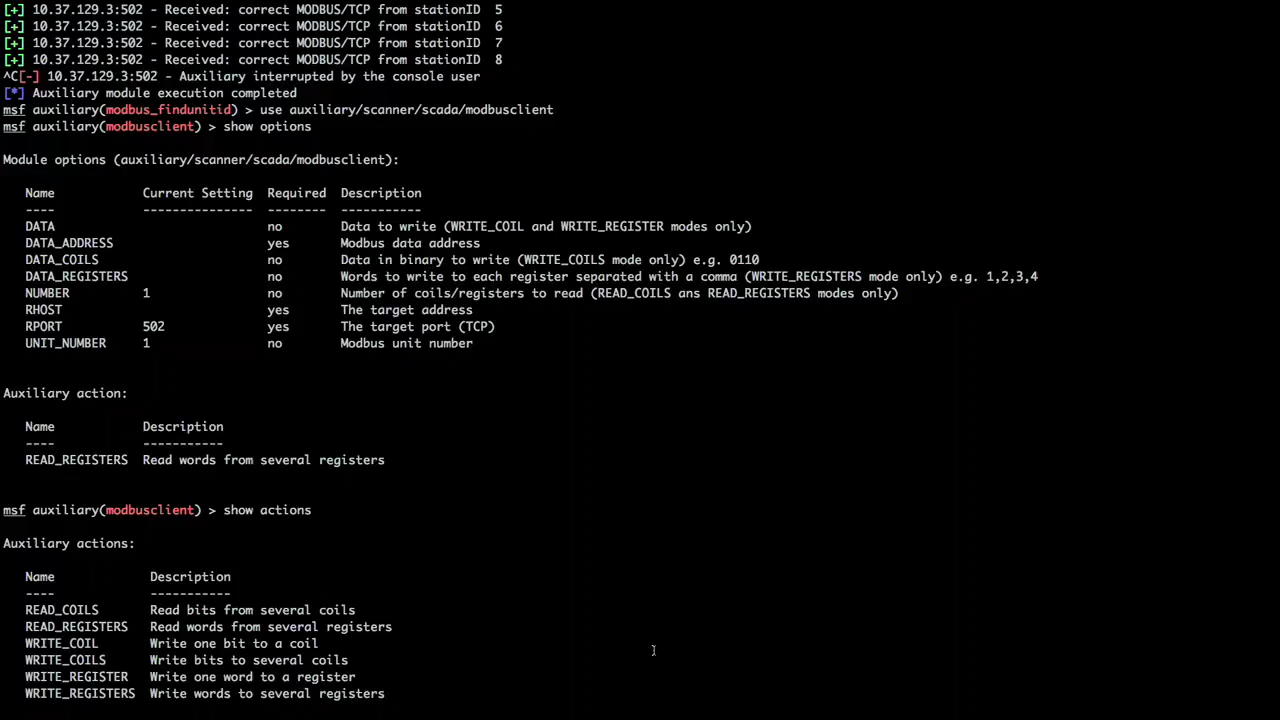 [+] 10.37.129.3:502 - Received: correct MODBUS/TCP from stationID  5
[+] 10.37.129.3:502 - Received: correct MODBUS/TCP from stationID  6
[+] 10.37.129.3:502 - Received: correct MODBUS/TCP from stationID  7
[+] 10.37.129.3:502 - Received: correct MODBUS/TCP from stationID  8
^C[-] 10.37.129.3:502 - Auxiliary interrupted by the console user
[*] Auxiliary module execution completed
msf auxiliary(modbus_findunitid) > use auxiliary/scanner/scada/modbusclient
msf auxiliary(modbusclient) > show options
Module options (auxiliary/scanner/scada/modbusclient):
Name            Current Setting  Required  Description
----            ---------------  --------  -----------
DATA                             no        Data to write (WRITE_COIL and WRITE_REGISTER modes only)
DATA_ADDRESS                     yes       Modbus data address
DATA_COILS                       no        Data in binary to write (WRITE_COILS mode only) e.g. 0110
DATA_REGISTERS                   no        Words to write to each register separated with a comma (WRITE_REGISTERS mode only) e.g. 1,2,3,4
NUMBER          1                no        Number of coils/registers to read (READ_COILS ans READ_REGISTERS modes only)
RHOST                            yes       The target address
RPORT           502              yes       The target port (TCP)
UNIT_NUMBER     1                no        Modbus unit number
Auxiliary action:
Name            Description
----            -----------
READ_REGISTERS  Read words from several registers
msf auxiliary(modbusclient) > show actions
Auxiliary actions:
Name             Description
----             -----------
READ_COILS       Read bits from several coils
READ_REGISTERS   Read words from several registers
WRITE_COIL       Write one bit to a coil
WRITE_COILS      Write bits to several coils
WRITE_REGISTER   Write one word to a register
WRITE_REGISTERS  Write words to several registers